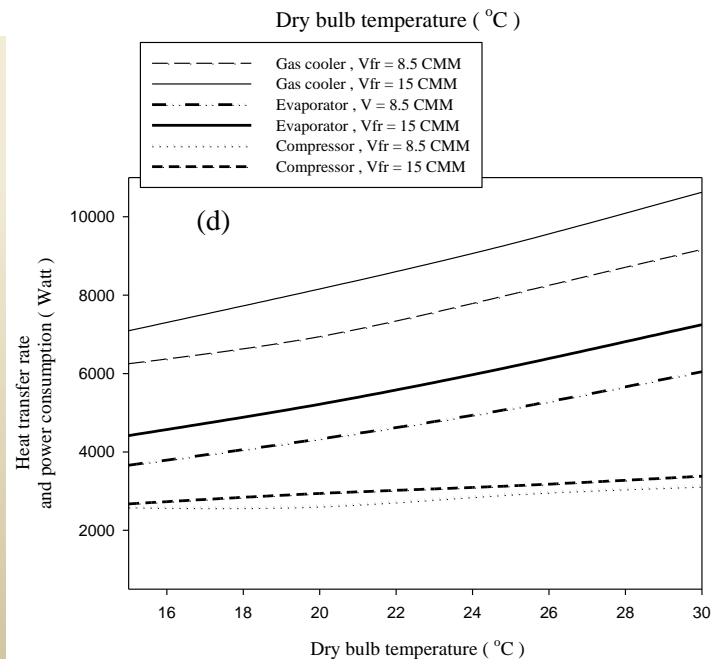 Dry bulb temperature ( °C )
Gas cooler , Vfr = 8.5 CMM
Gas cooler , Vfr = 15 CMM
Evaporator , V = 8.5 CMM
Evaporator , Vfr = 15 CMM
Compressor , Vfr = 8.5 CMM
Compressor , Vfr = 15 CMM
(d)
Heat transfer rate
and power consumption ( Watt )
10000
8000
6000
4000
2000
16 18 20 22 24 26 28 30
Dry bulb temperature ( °C )